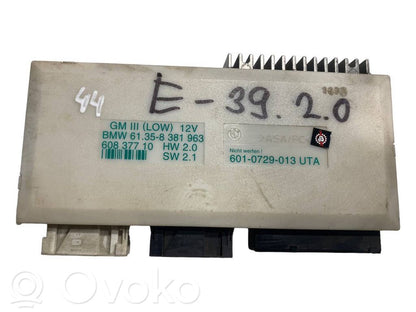 44
E-39. 2.0
GM III (LOW) 12V
BMW 61.35-6 381 963
608 377 10 HW 2.0
SW 2.1
Nicht werfen!
601-0729-013 UTA
© Ovoko